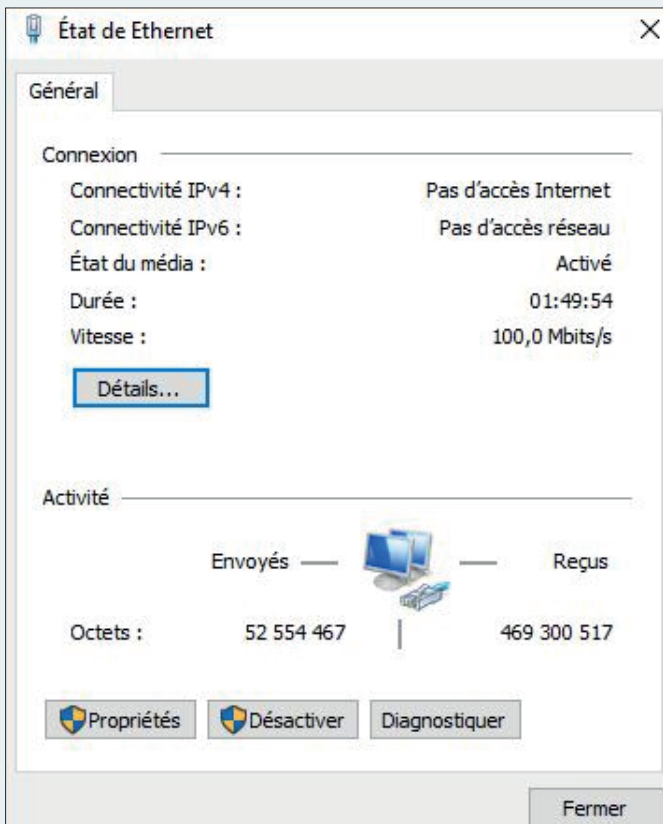 État de Ethernet
Général
Connexion
Connectivité IPv4 : Pas d’accès Internet
Connectivité IPv6 : Pas d’accès réseau
État du média : Activé
Durée : 01:49:54
Vitesse : 100,0 Mbits/s
Détails...
Activité
Envoyés — — Reçus
Octets : 52 554 467 | 469 300 517
Propriétés Désactiver Diagnostiquer
Fermer